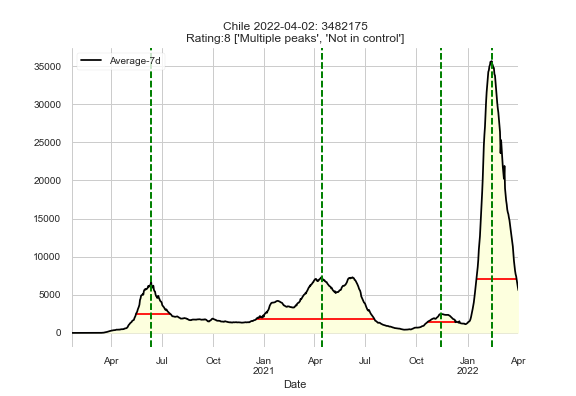 Chile 2022-04-02: 3482175
Rating:8 ['Multiple peaks', 'Not in control']
Average-7d
35000
30000
25000
20000
15000
10000
5000
0
Apr Jul Oct Jan Apr Jul Oct Jan Apr
2021 2022
Date